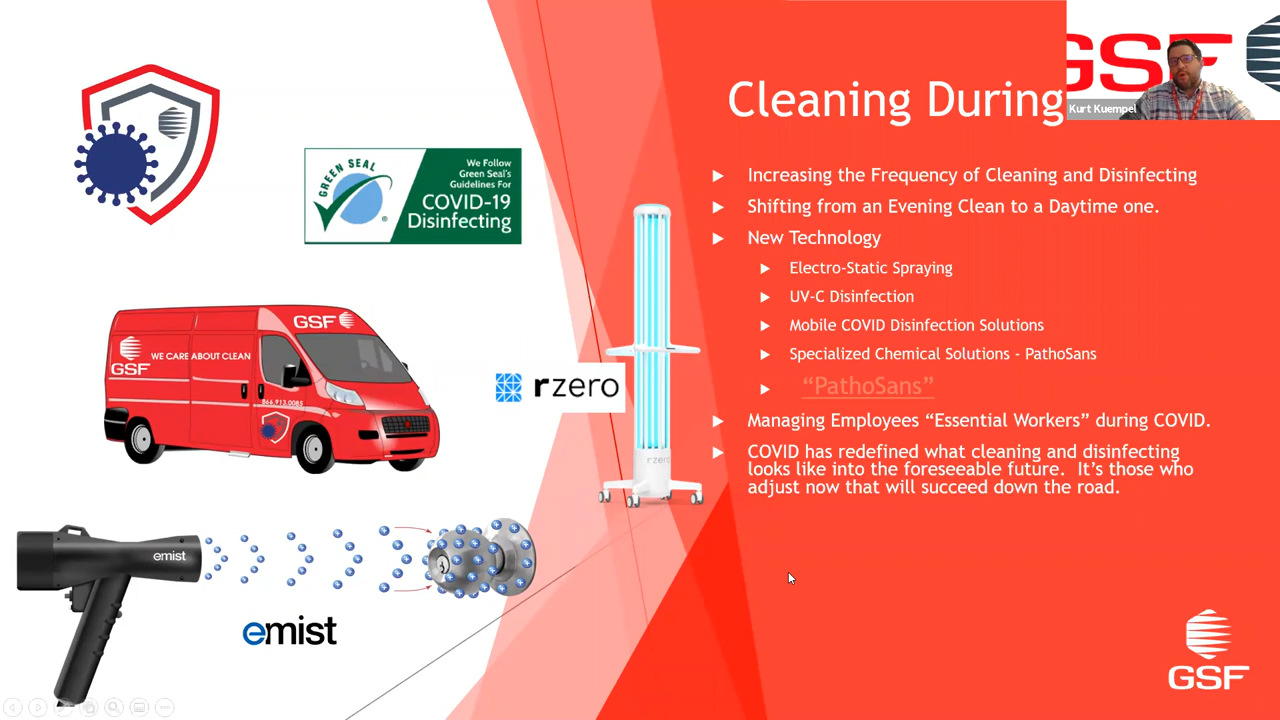 Cleaning During
GSF
Kurt Kuempel
Increasing the Frequency of Cleaning and Disinfecting
Shifting from an Evening Clean to a Daytime one.
New Technology
Electro-Static Spraying
UV-C Disinfection
Mobile COVID Disinfection Solutions
Specialized Chemical Solutions - PathoSans
“PathoSans”
Managing Employees “Essential Workers” during COVID.
COVID has redefined what cleaning and disinfecting
looks like into the foreseeable future. It’s those who
adjust now that will succeed down the road.
GREEN SEAL
®
We Follow
Green Seal's
Guidelines For
COVID-19
Disinfecting
GSF
WE CARE ABOUT CLEAN
GSF
866.913.0085
rzero
rzero
emist
emist
GSF